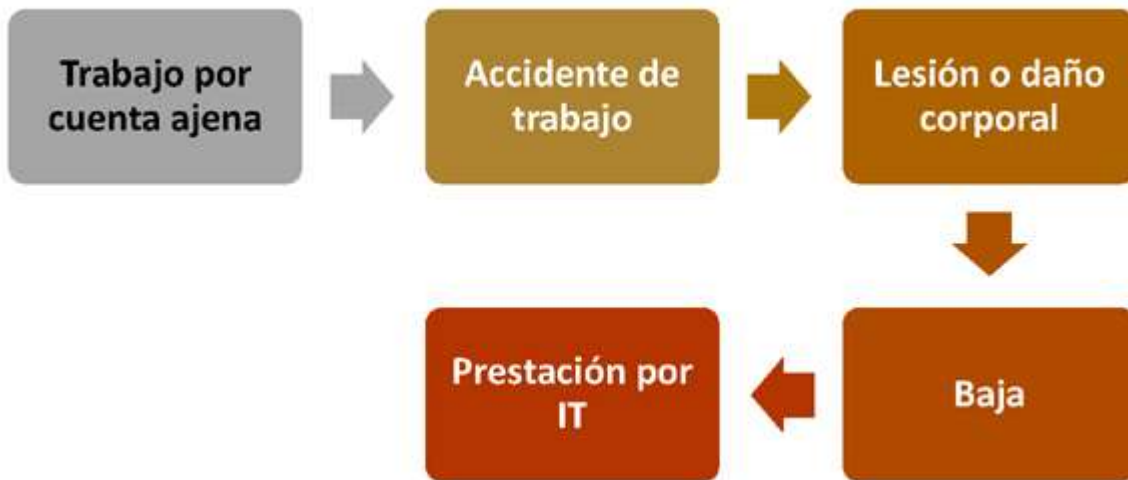 Trabajo por
cuenta ajena
Accidente de
trabajo
Lesión o daño
corporal
Baja
Prestación por
IT